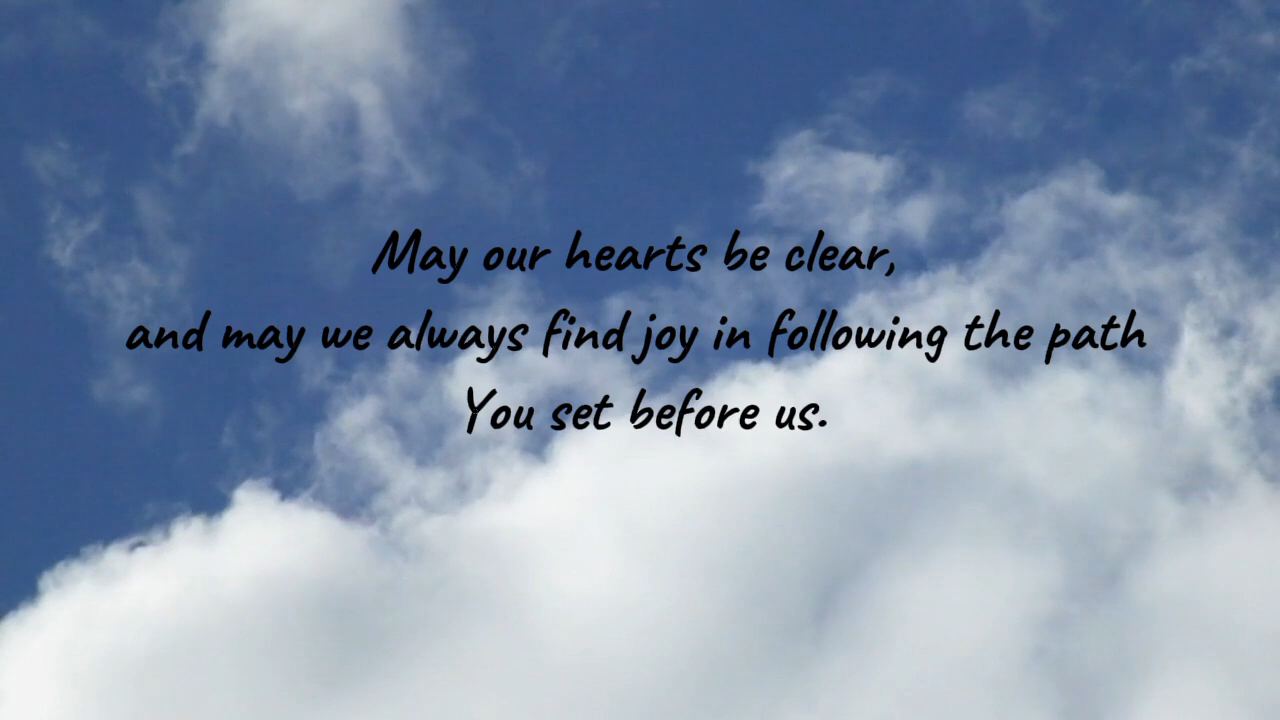 May our hearts be clear,
and may we always find joy in following the path
You set before us.